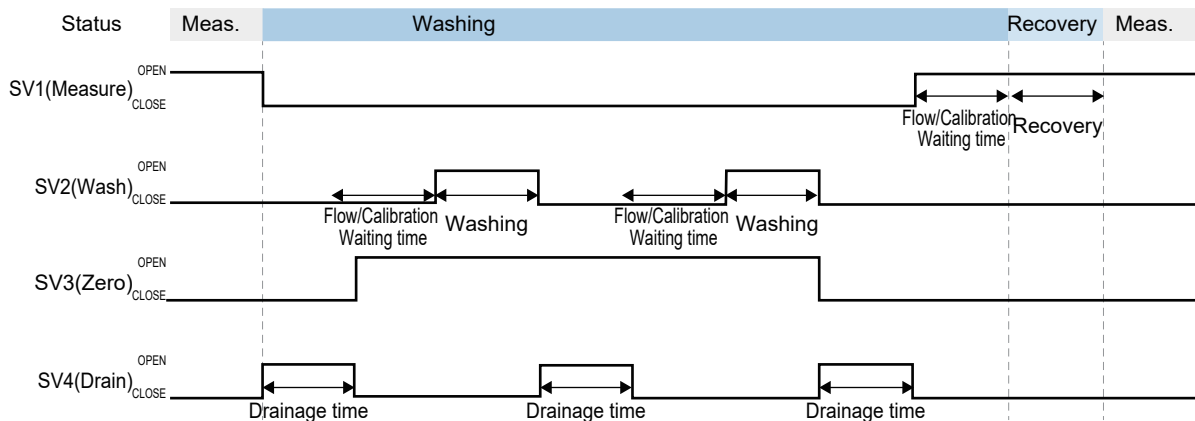 Status Meas. Washing Recovery Meas.
OPEN
SV1(Measure)
CLOSE
Flow/Calibration
Waiting time
Recovery
OPEN
SV2(Wash)
CLOSE
Flow/Calibration
Waiting time
Washing
Flow/Calibration
Waiting time
Washing
OPEN
SV3(Zero)
CLOSE
OPEN
SV4(Drain)
CLOSE
Drainage time Drainage time Drainage time